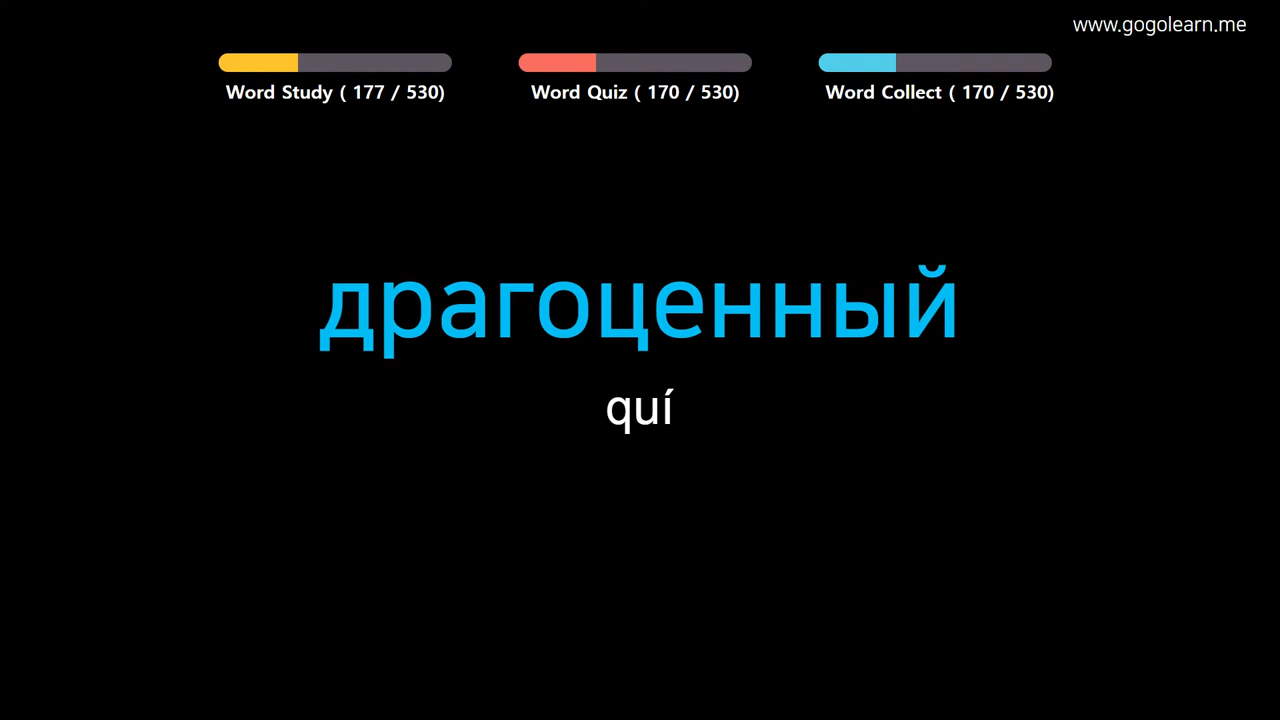 www.gogolearn.me
Word Study ( 177 / 530)
Word Quiz ( 170 / 530)
Word Collect ( 170 / 530)
драгоценный
quí